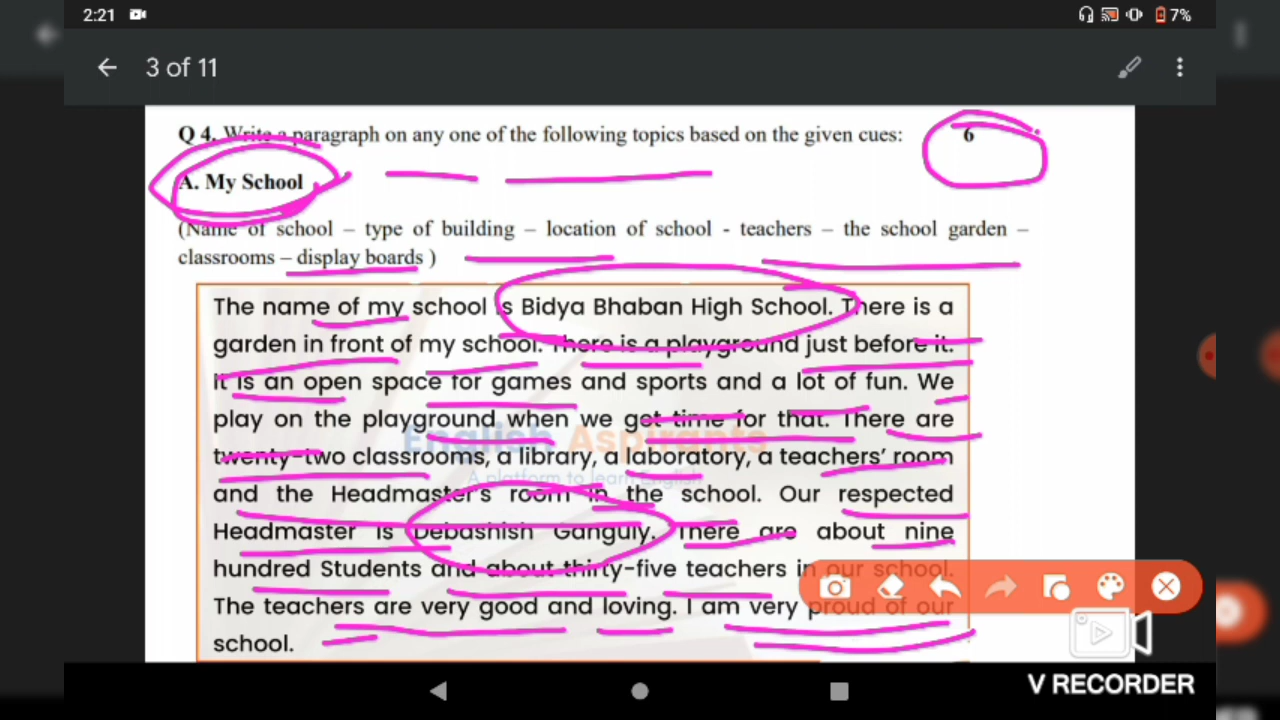 2:21
7%
3 of 11
Q 4. Write a paragraph on any one of the following topics based on the given cues: 6
A. My School
(Name of school – type of building – location of school - teachers – the school garden –
classrooms – display boards )
The name of my school is Bidya Bhaban High School. There is a
garden in front of my school. There is a playground just before it.
It is an open space for games and sports and a lot of fun. We
play on the playground when we get time for that. There are
English Aspirants
twenty-two classrooms, a library, a laboratory, a teachers’ room
A platform to learn English
and the Headmaster's room in the school. Our respected
Headmaster is Debashish Ganguly. There are about nine
hundred Students and about thirty-five teachers in our school.
The teachers are very good and loving. I am very proud of our
school.
V RECORDER